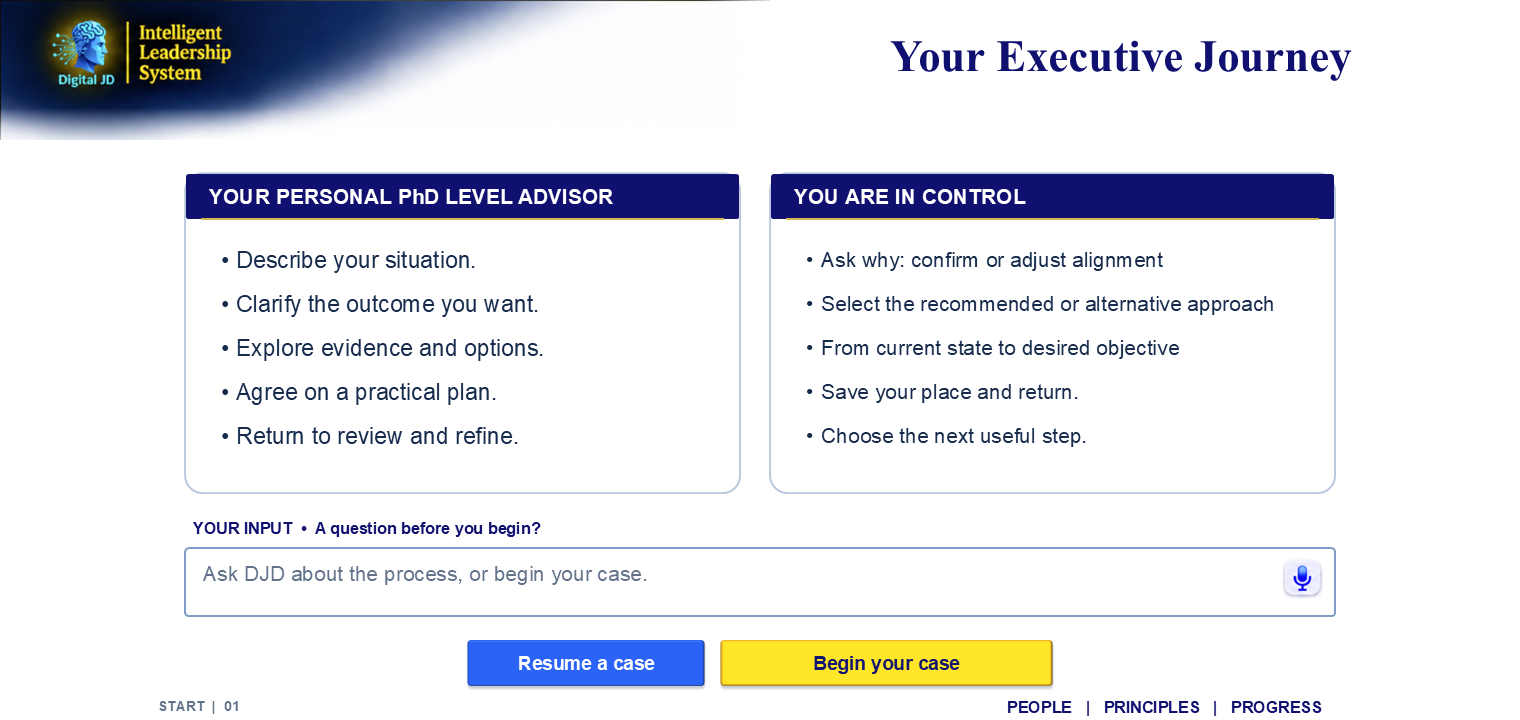 Digital JD
Intelligent
Leadership
System
Your Executive Journey
YOUR PERSONAL PhD LEVEL ADVISOR
• Describe your situation.
• Clarify the outcome you want.
• Explore evidence and options.
• Agree on a practical plan.
• Return to review and refine.
YOU ARE IN CONTROL
• Ask why: confirm or adjust alignment
• Select the recommended or alternative approach
• From current state to desired objective
• Save your place and return.
• Choose the next useful step.
YOUR INPUT • A question before you begin?
Ask DJD about the process, or begin your case.
Resume a case
Begin your case
START | 01
PEOPLE | PRINCIPLES | PROGRESS